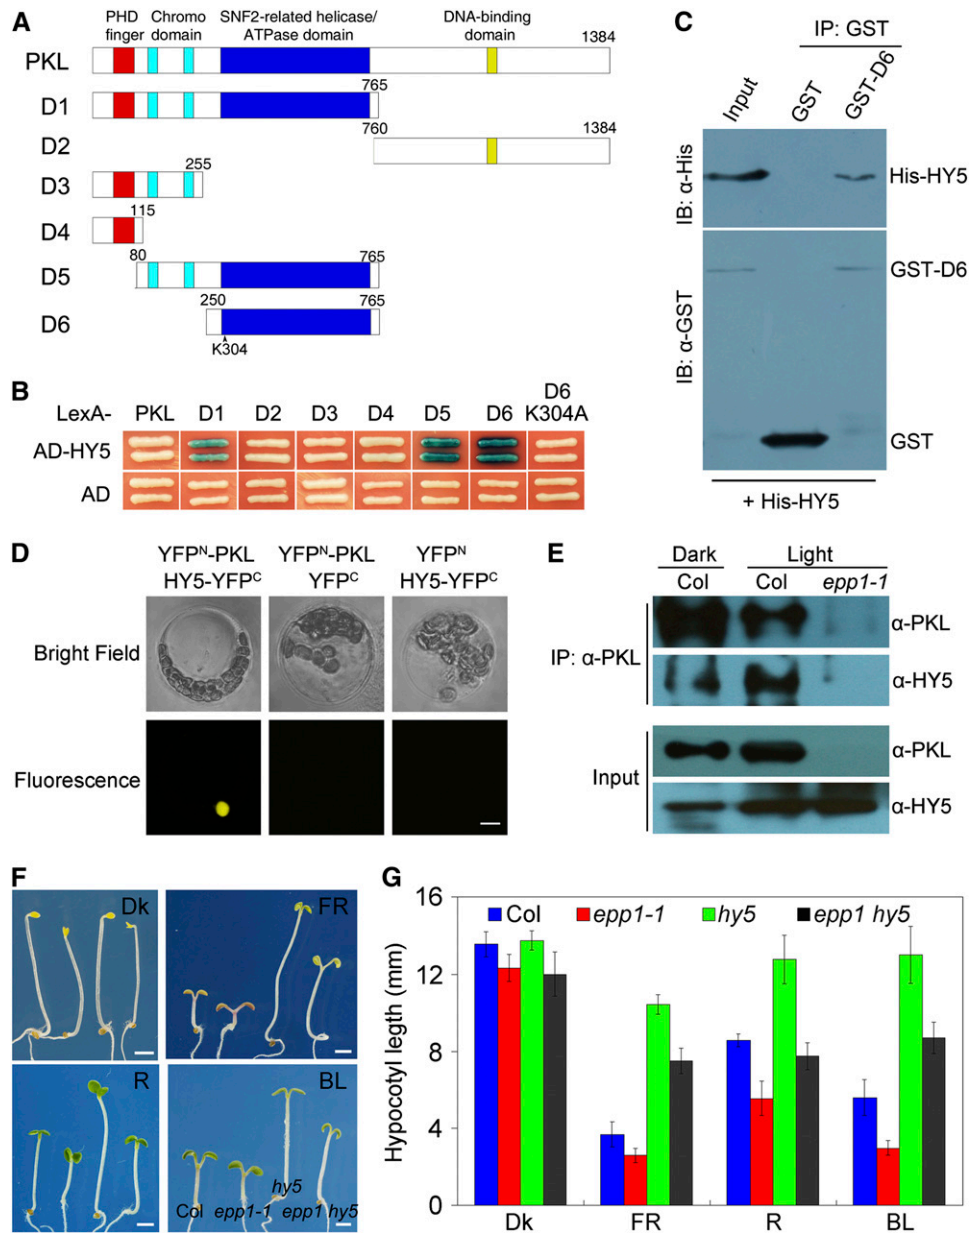 A
PHD finger
Chromo domain
SNF2-related helicase/ ATPase domain
DNA-binding domain
PKL
1384
D1
765
D2
760
1384
D3
255
D4
115
D5
80
765
D6
250
765
K304
B
LexA-
PKL
D1
D2
D3
D4
D5
D6
D6 K304A
AD-HY5
AD
C
IP: GST
Input
GST
GST-D6
IB: α-His
His-HY5
IB: α-GST
GST-D6
GST
+ His-HY5
D
YFPᴺ-PKL HY5-YFPᶜ
YFPᴺ-PKL YFPᶜ
YFPᴺ HY5-YFPᶜ
Bright Field
Fluorescence
E
Dark
Light
Col
Col
epp1-1
IP: α-PKL
α-PKL
α-HY5
Input
α-PKL
α-HY5
F
Dk
FR
R
BL
Col
epp1-1
hy5
epp1 hy5
G
Hypocotyl legth (mm)
16
12
8
4
0
Col
epp1-1
hy5
epp1 hy5
Dk
FR
R
BL